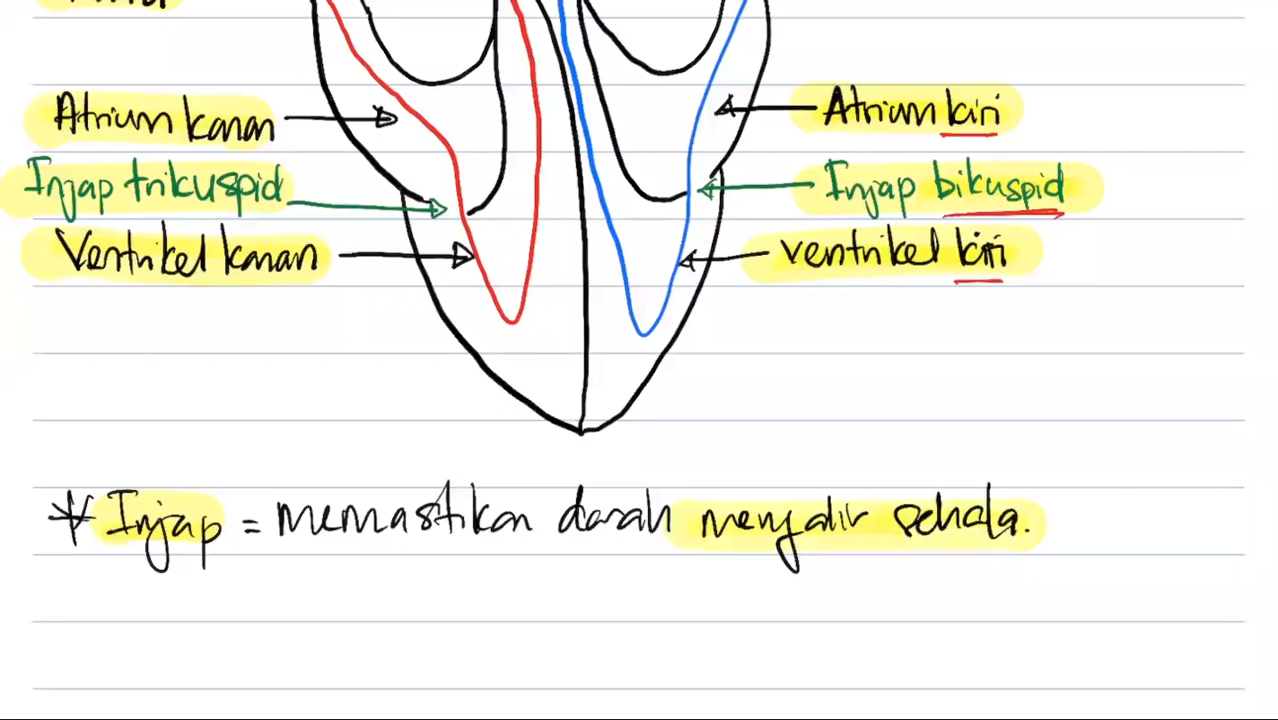 Atrium kanan
Atrium kiri
Injap trikuspid
Injap bikuspid
Ventrikel kanan
ventrikel kiri
* Injap = memastikan darah mengalir sehala.